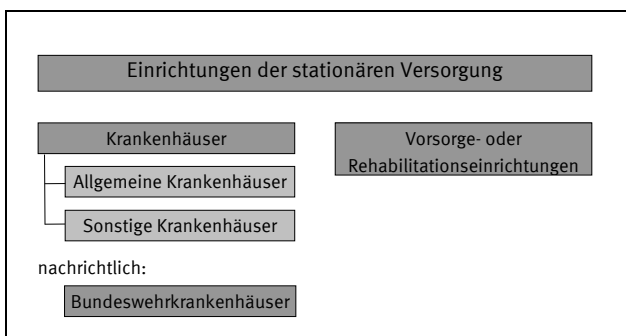 Einrichtungen der stationären Versorgung
Krankenhäuser
Allgemeine Krankenhäuser
Sonstige Krankenhäuser
nachrichtlich:
Bundeswehrkrankenhäuser
Vorsorge- oder
Rehabilitationseinrichtungen